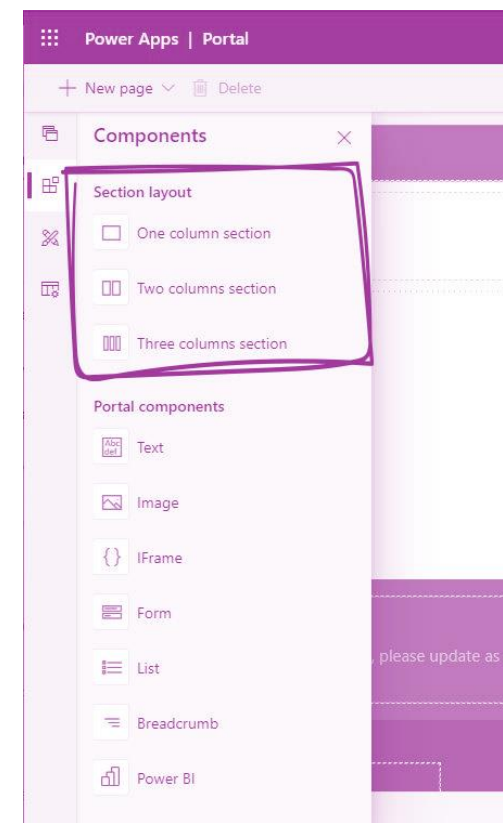 Power Apps | Portal
New page Delete
Components
Section layout
One column section
Two columns section
Three columns section
Portal components
Abc def Text
Image
{} IFrame
Form
List
, please update as
Breadcrumb
Power BI